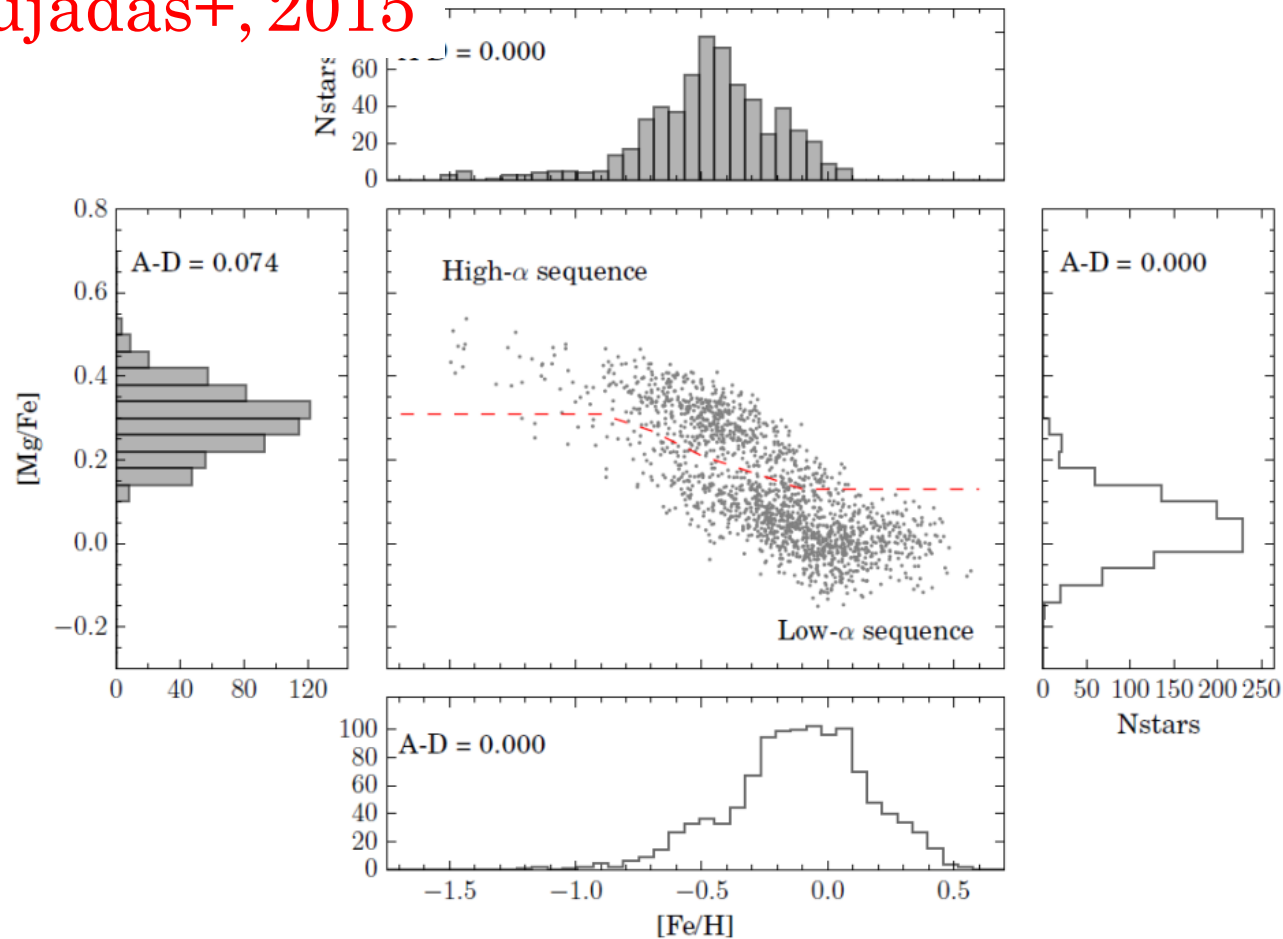 2015
= 0.000
Nstars
60
40
20
0
0.8
0.6
0.4
0.2
0.0
−0.2
[Mg/Fe]
A-D = 0.074
0 40 80 120
High-α sequence
Low-α sequence
A-D = 0.000
0 50 100 150 200 250
Nstars
100
80
60
40
20
0
A-D = 0.000
−1.5 −1.0 −0.5 0.0 0.5
[Fe/H]